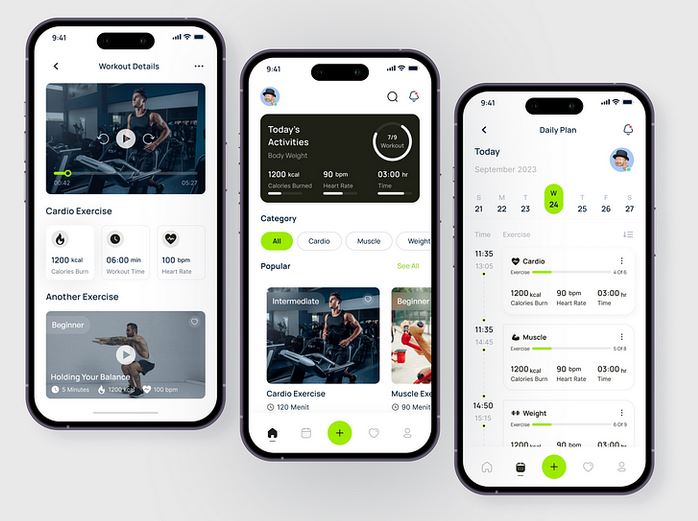 9:41
Workout Details
00:42
05:27
Cardio Exercise
1200 kcal
Calories Burn
06:00 min
Workout Time
100 bpm
Heart Rate
Another Exercise
Beginner
Holding Your Balance
5 Minutes
1200 kcal
100 bpm
9:41
Today's
Activities
Body Weight
7/9
Workout
1200 kcal
Calories Burned
90 bpm
Heart Rate
03:00 hr
Time
Category
All
Cardio
Muscle
Weight
Popular
See All
Intermediate
Beginner
Cardio Exercise
120 Menit
Muscle Exe
90 Menit
9:41
Daily Plan
Today
September 2023
S M T W T F S
21 22 23 24 25 26 27
Time
Exercise
11:35
13:05
Cardio
Exercise
4 Of 6
1200 kcal
Calories Burn
90 bpm
Heart Rate
03:00 hr
Time
11:35
14:45
Muscle
Exercise
5 Of 8
1200 kcal
Calories Burn
90 bpm
Heart Rate
03:00 hr
Time
14:50
15:15
Weight
Exercise
6 Of 8
1200 kcal
90 bpm
03:00 hr